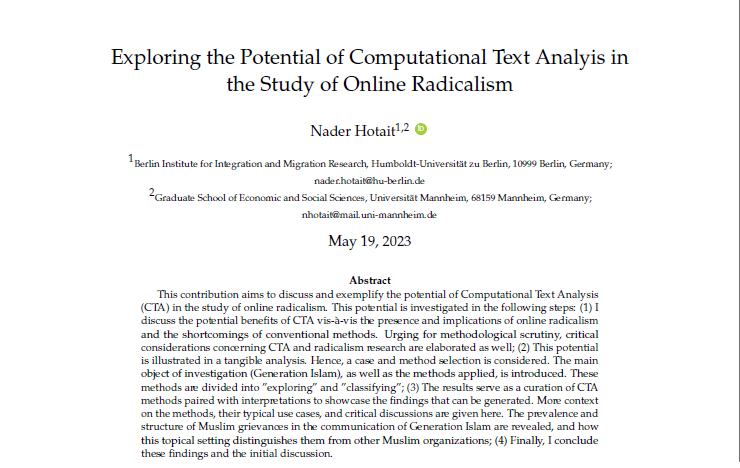 Exploring the Potential of Computational Text Analyis in
the Study of Online Radicalism
Nader Hotait1,2 iD
1Berlin Institute for Integration and Migration Research, Humboldt-Universität zu Berlin, 10999 Berlin, Germany;
nader.hotait@hu-berlin.de
2Graduate School of Economic and Social Sciences, Universität Mannheim, 68159 Mannheim, Germany;
nhotait@mail.uni-mannheim.de
May 19, 2023
Abstract
This contribution aims to discuss and exemplify the potential of Computational Text Analysis
(CTA) in the study of online radicalism. This potential is investigated in the following steps: (1) I
discuss the potential benefits of CTA vis-à-vis the presence and implications of online radicalism
and the shortcomings of conventional methods. Urging for methodological scrutiny, critical
considerations concerning CTA and radicalism research are elaborated as well; (2) This potential
is illustrated in a tangible analysis. Hence, a case and method selection is considered. The main
object of investigation (Generation Islam), as well as the methods applied, is introduced. These
methods are divided into ”exploring” and ”classifying”; (3) The results serve as a curation of CTA
methods paired with interpretations to showcase the findings that can be generated. More context
on the methods, their typical use cases, and critical discussions are given here. The prevalence and
structure of Muslim grievances in the communication of Generation Islam are revealed, and how
this topical setting distinguishes them from other Muslim organizations; (4) Finally, I conclude
these findings and the initial discussion.